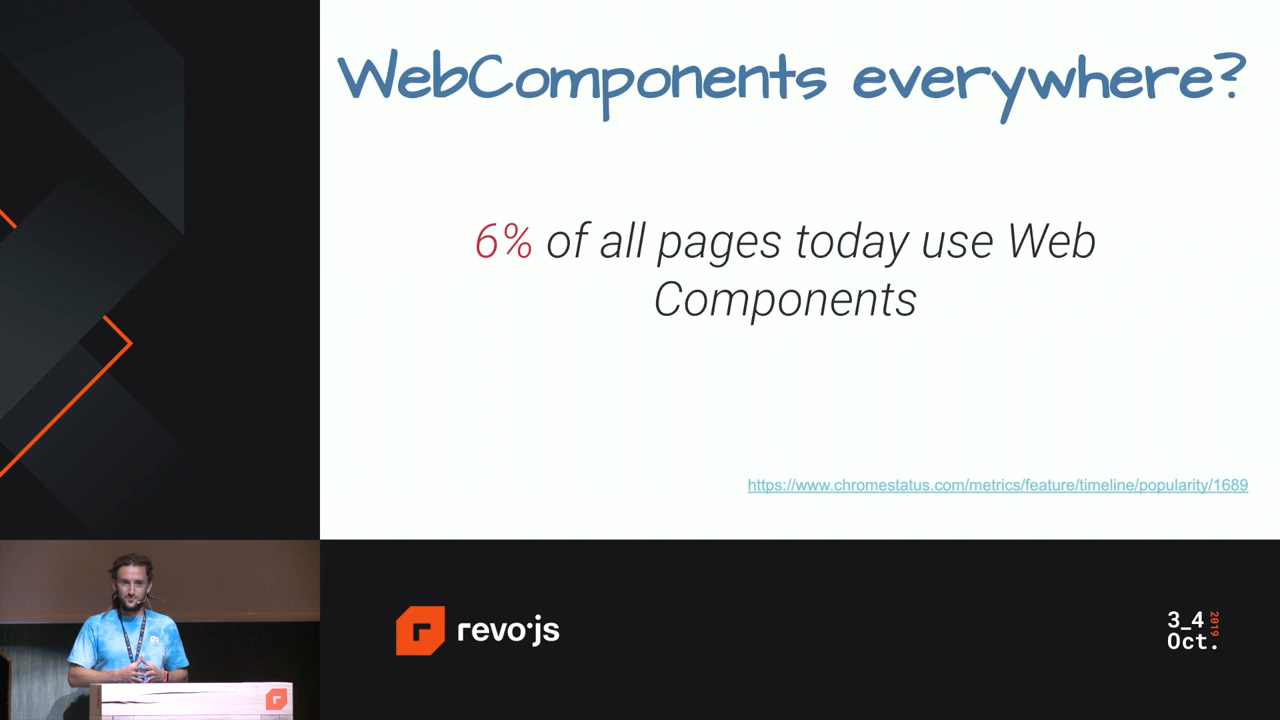 WebComponents everywhere?
6% of all pages today use Web
Components
https://www.chromestatus.com/metrics/feature/timeline/popularity/1689
revo·js
3_4
Oct.
2019